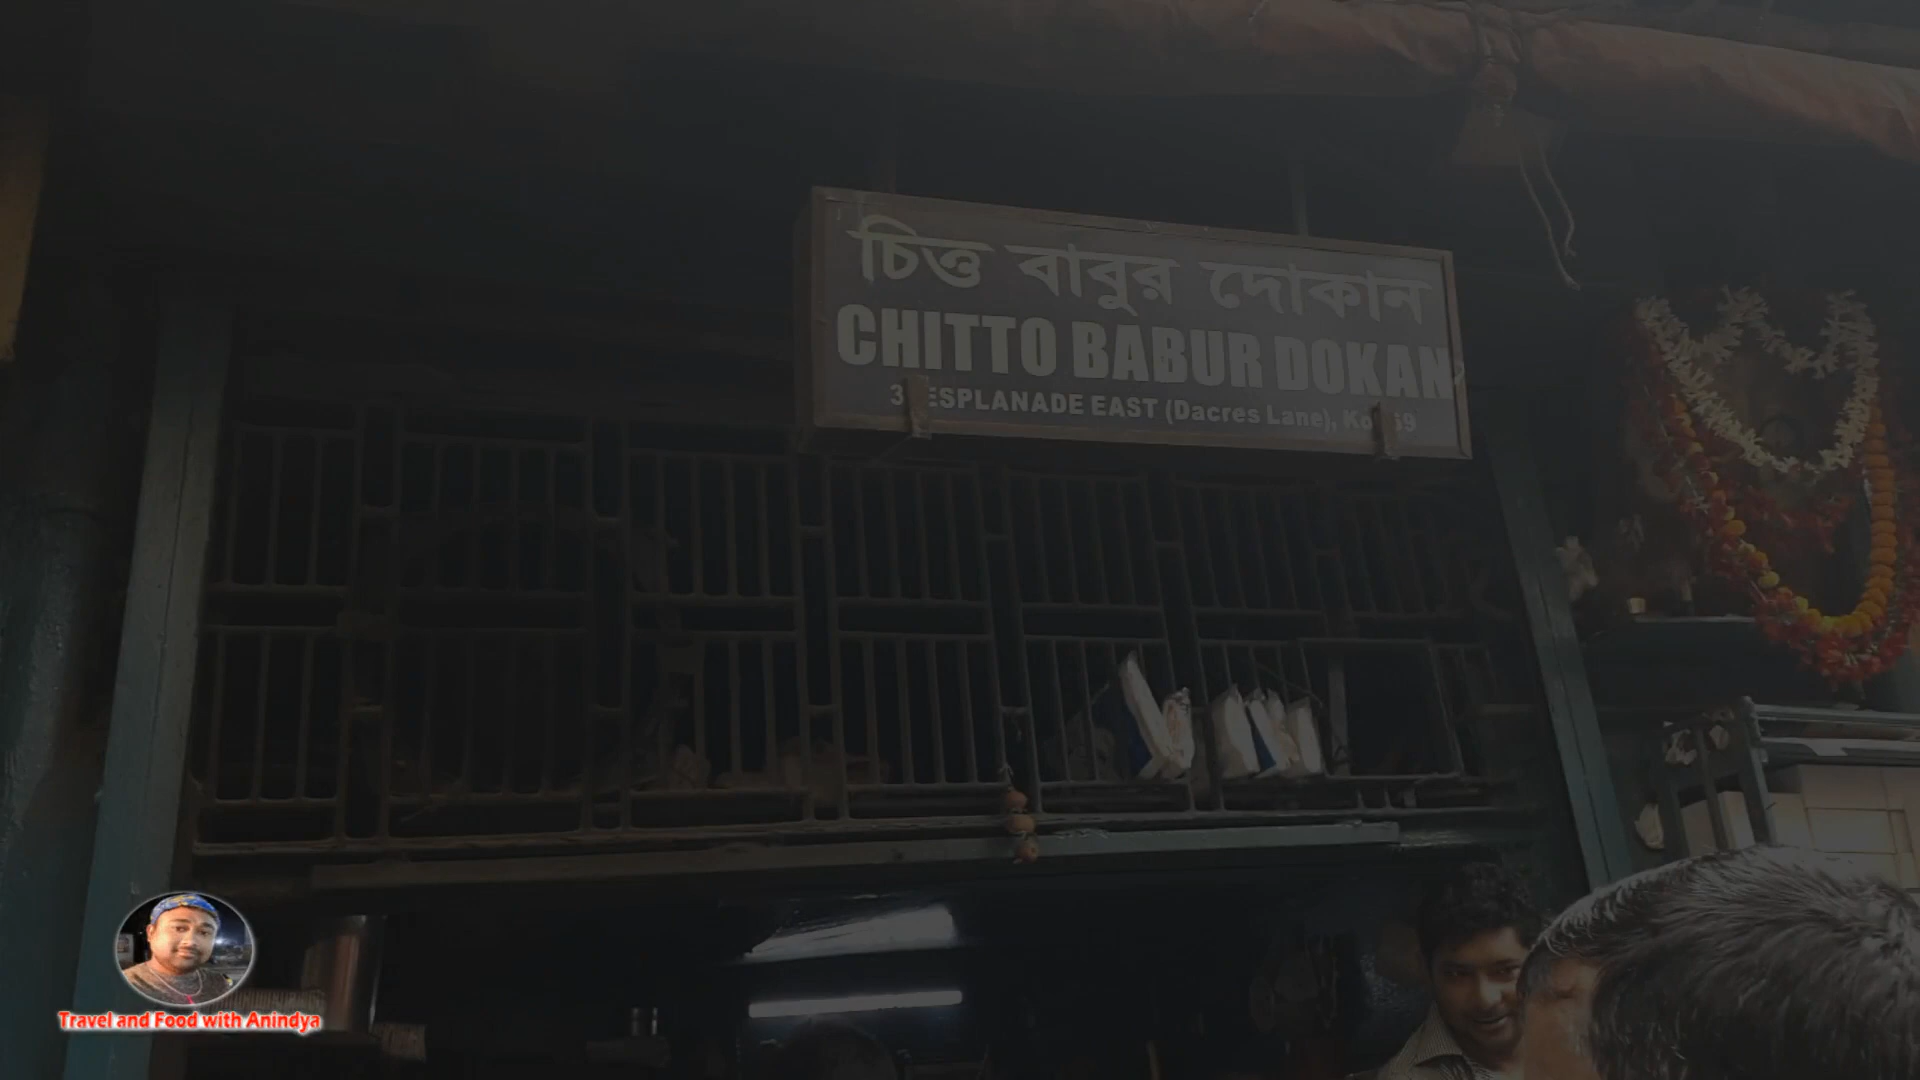 চিত্ত বাবুর দোকান
CHITTO BABUR DOKAN
ESPLANADE EAST (Dacres Lane),
Travel and Food with Anindya